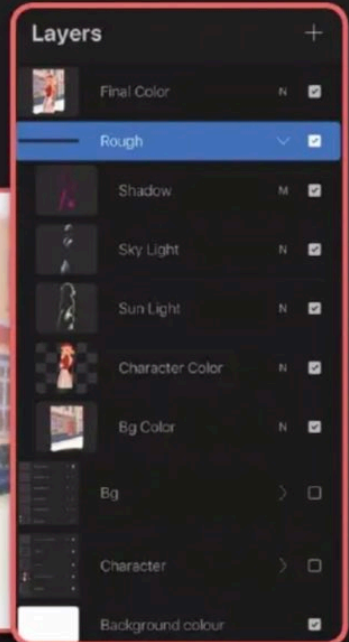 Layers +
Final Color N
Rough
Shadow M
Sky Light N
Sun Light N
Character Color N
Bg Color N
Bg
Character
Background colour